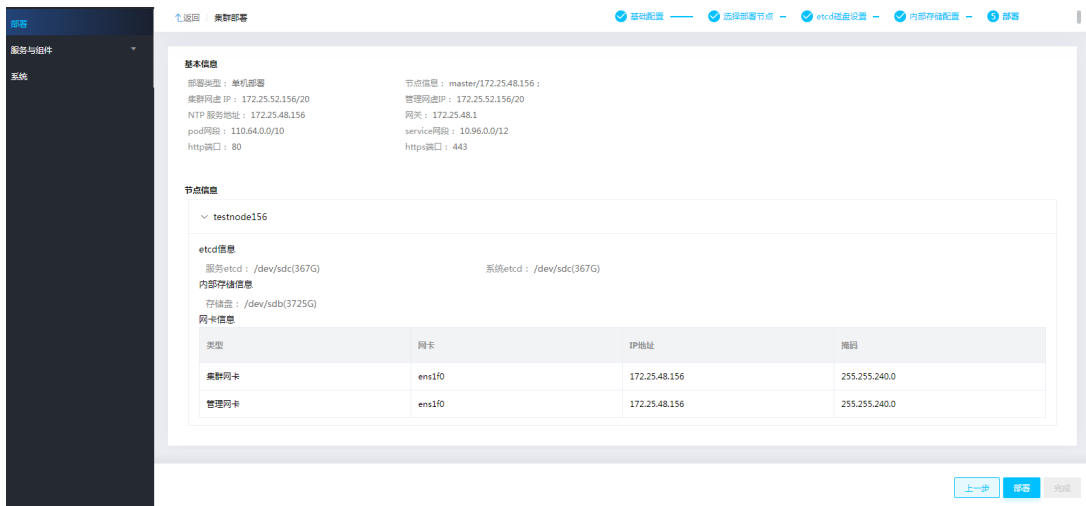 部署
服务与组件
系统
返回 集群部署
基础配置 选择部署节点 etcd磁盘设置 内部存储配置 5 部署
基本信息
部署类型： 单机部署 节点信息： master/172.25.48.156 ;
集群网虚 IP： 172.25.52.156/20 管理网虚IP： 172.25.52.156/20
NTP 服务地址： 172.25.48.156 网关： 172.25.48.1
pod网段： 110.64.0.0/10 service网段： 10.96.0.0/12
http端口： 80 https端口： 443
节点信息
testnode156
etcd信息
服务etcd： /dev/sdc(367G) 系统etcd： /dev/sdc(367G)
内部存储信息
存储盘： /dev/sdb(3725G)
网卡信息
类型 网卡 IP地址 掩码
集群网卡 ens1f0 172.25.48.156 255.255.240.0
管理网卡 ens1f0 172.25.48.156 255.255.240.0
上一步 部署 完成